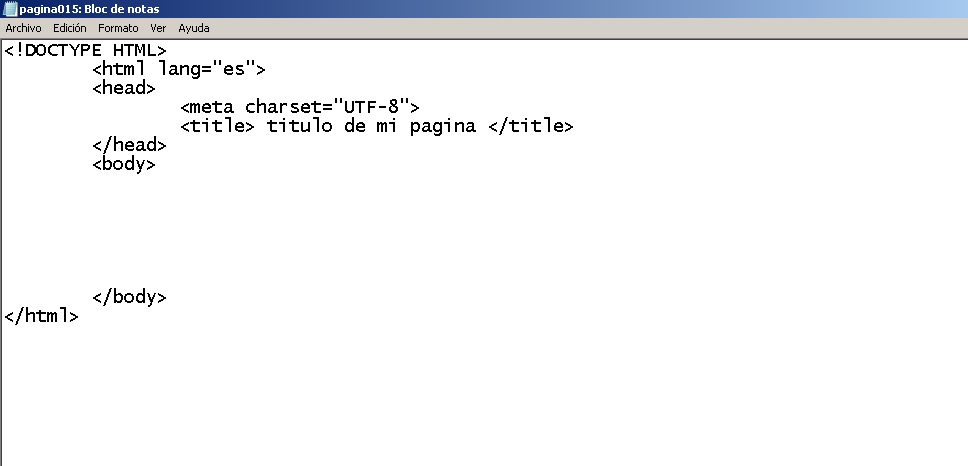 pagina015: Bloc de notas
Archivo Edición Formato Ver Ayuda
<!DOCTYPE HTML>
<html lang="es">
<head>
<meta charset="UTF-8">
<title> titulo de mi pagina </title>
</head>
<body>
</body>
</html>